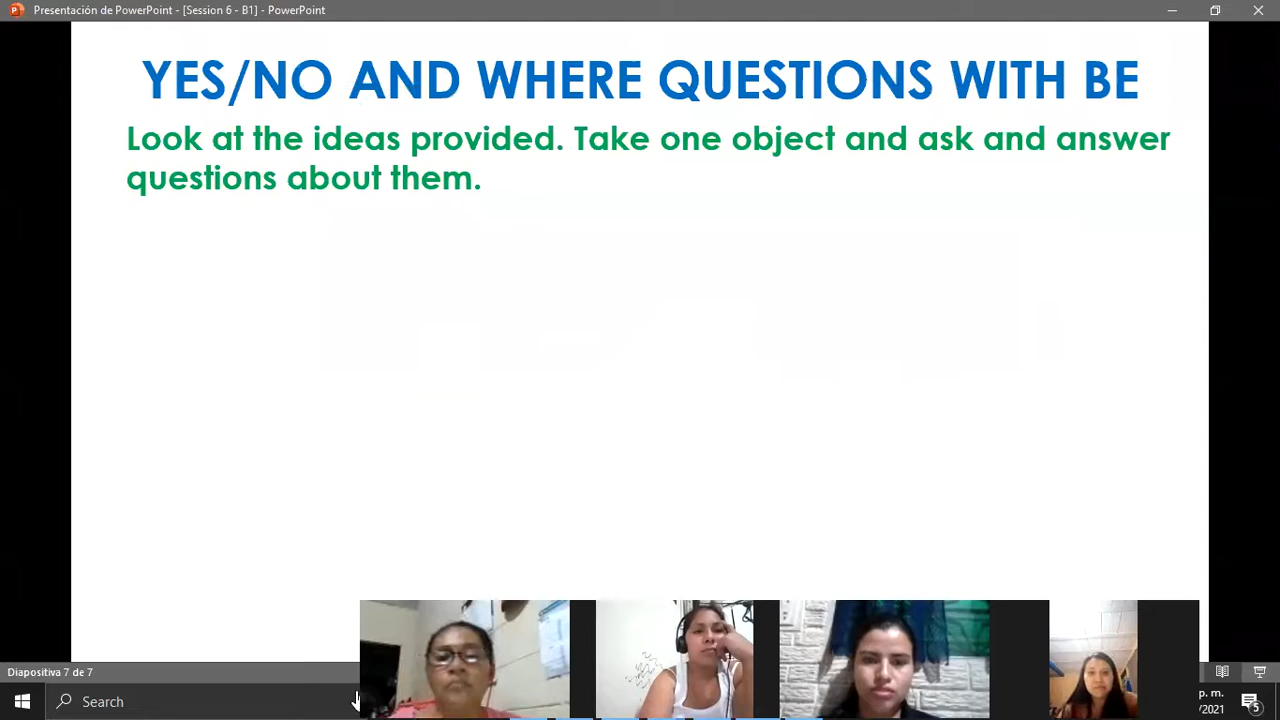 Presentación de PowerPoint - [Session 6 - B1] - PowerPoint
YES/NO AND WHERE QUESTIONS WITH BE
Look at the ideas provided. Take one object and ask and answer
questions about them.
Diapositiva 7 de 7
Search
p. m.
/2021
5